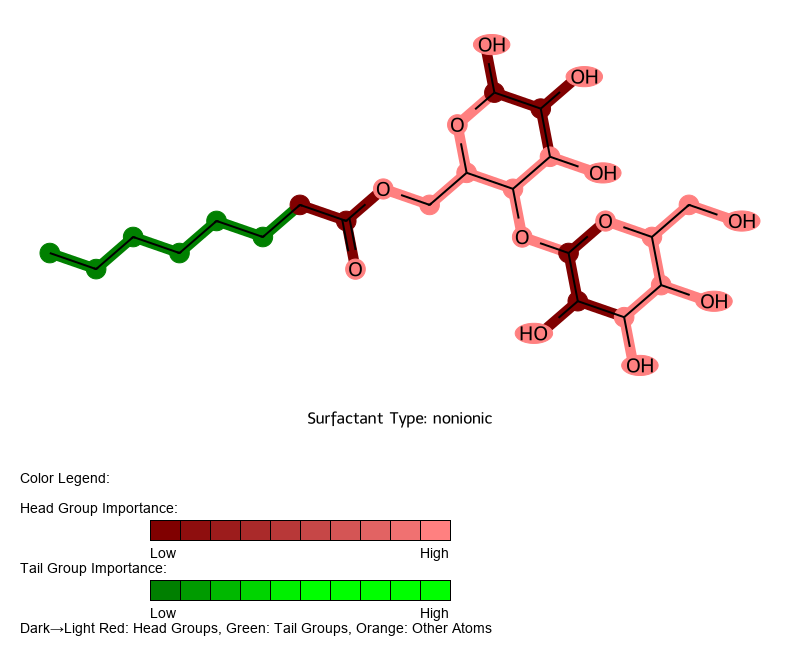 OH
OH
O
OH
O
O
O
OH
O
OH
HO
OH
Surfactant Type: nonionic
Color Legend:
Head Group Importance:
Low High
Tail Group Importance:
Low High
Dark→Light Red: Head Groups, Green: Tail Groups, Orange: Other Atoms